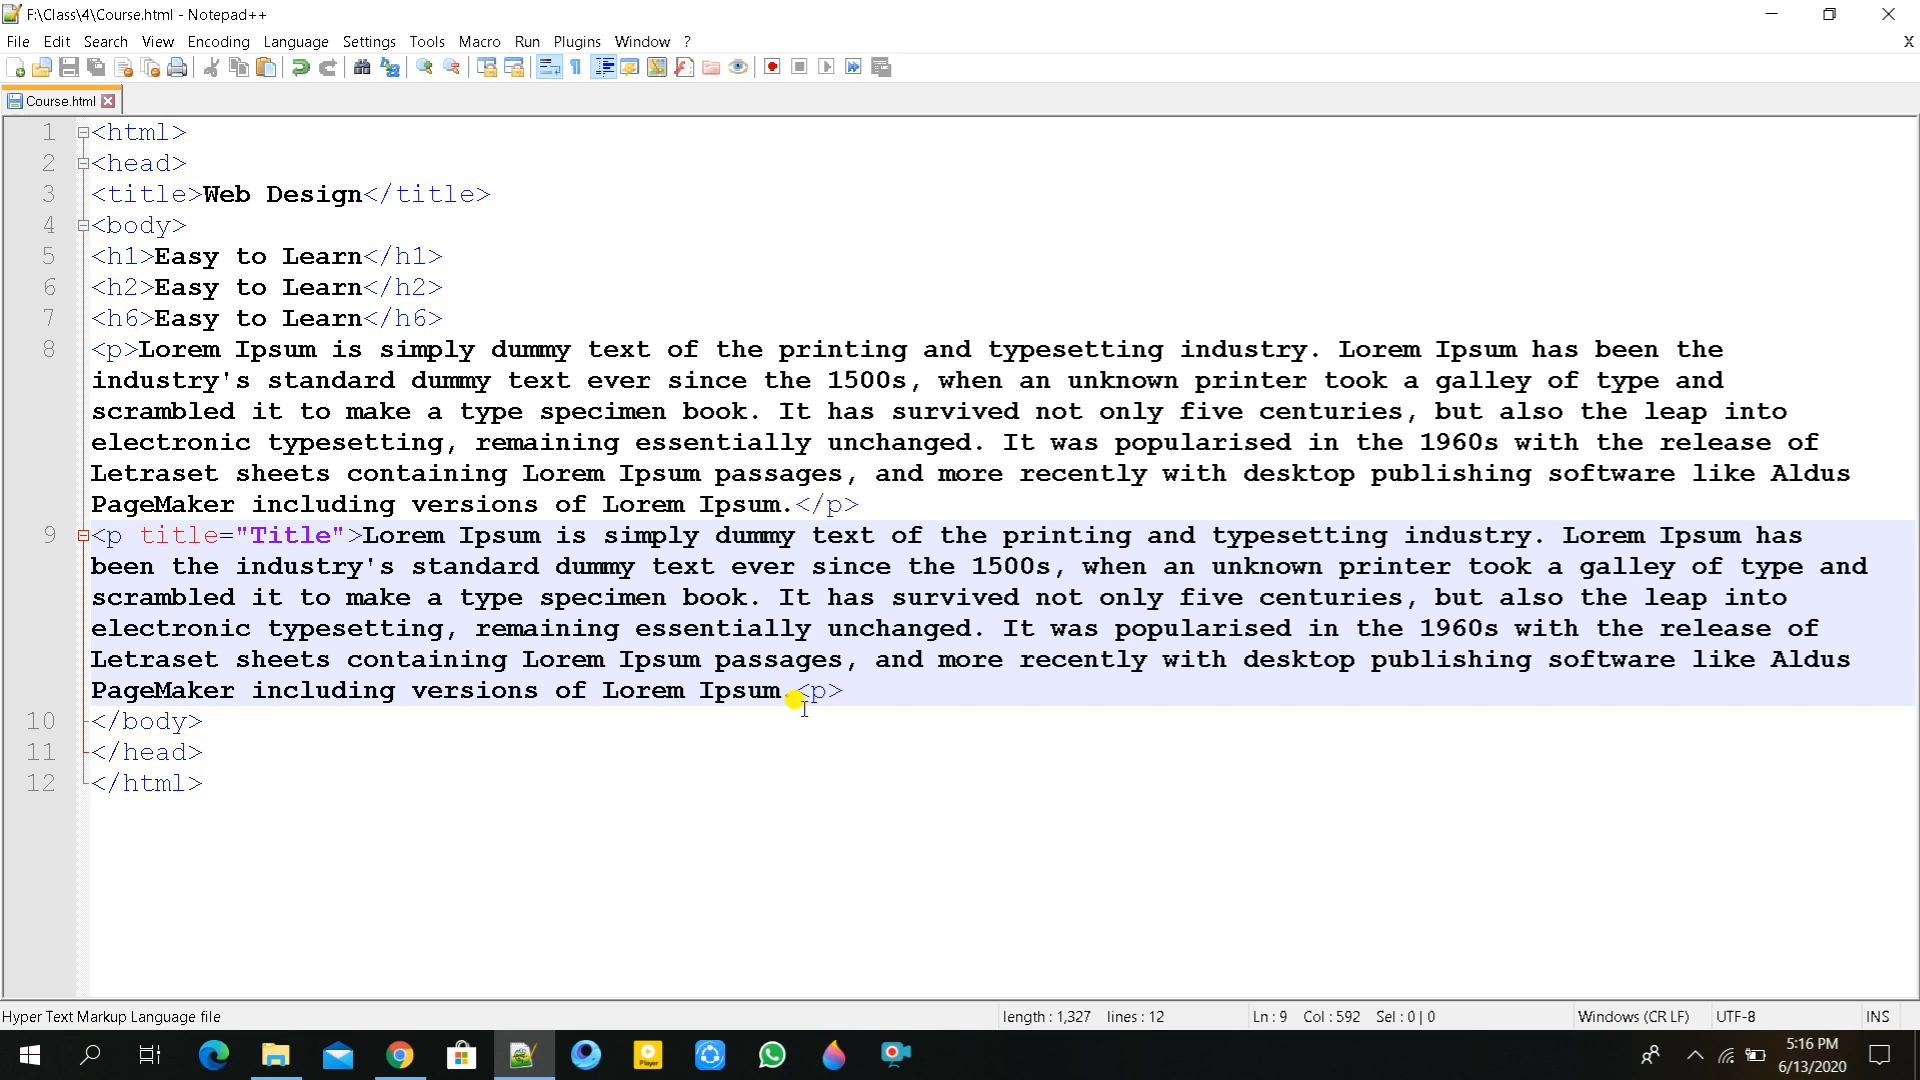 F:\Class\4\Course.html - Notepad++
File Edit Search View Encoding Language Settings Tools Macro Run Plugins Window ? X
Course.html
1 <html>
2 <head>
3 <title>Web Design</title>
4 <body>
5 <h1>Easy to Learn</h1>
6 <h2>Easy to Learn</h2>
7 <h6>Easy to Learn</h6>
8 <p>Lorem Ipsum is simply dummy text of the printing and typesetting industry. Lorem Ipsum has been the
industry's standard dummy text ever since the 1500s, when an unknown printer took a galley of type and
scrambled it to make a type specimen book. It has survived not only five centuries, but also the leap into
electronic typesetting, remaining essentially unchanged. It was popularised in the 1960s with the release of
Letraset sheets containing Lorem Ipsum passages, and more recently with desktop publishing software like Aldus
PageMaker including versions of Lorem Ipsum.</p>
9 <p title="Title">Lorem Ipsum is simply dummy text of the printing and typesetting industry. Lorem Ipsum has
been the industry's standard dummy text ever since the 1500s, when an unknown printer took a galley of type and
scrambled it to make a type specimen book. It has survived not only five centuries, but also the leap into
electronic typesetting, remaining essentially unchanged. It was popularised in the 1960s with the release of
Letraset sheets containing Lorem Ipsum passages, and more recently with desktop publishing software like Aldus
PageMaker including versions of Lorem Ipsum.<p>
10 </body>
11 </head>
12 </html>
Hyper Text Markup Language file length : 1,327 lines : 12 Ln : 9 Col : 592 Sel : 0 | 0 Windows (CR LF) UTF-8 INS
Player
5:16 PM
6/13/2020